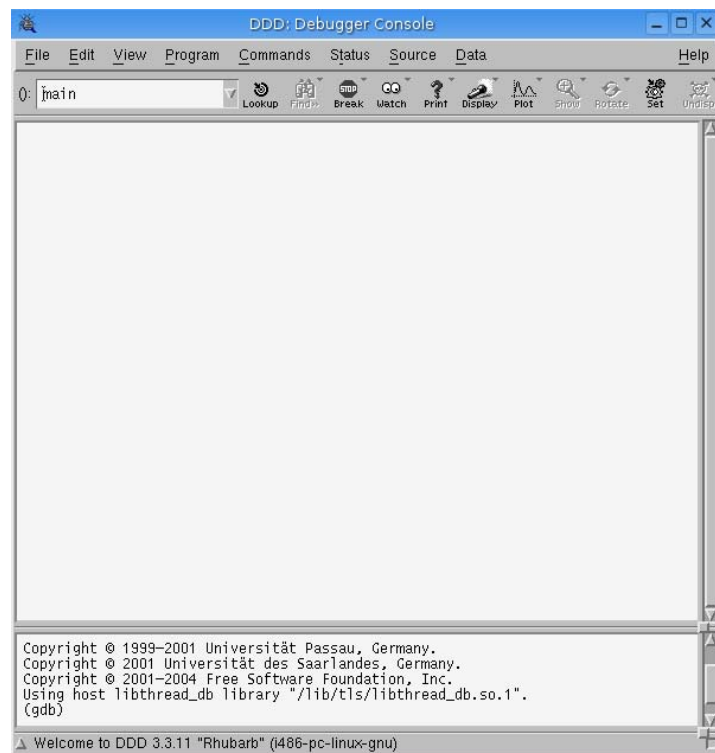 DDD: Debugger Console
File Edit View Program Commands Status Source Data Help
(): main Lookup Find» Break Watch Print Display Plot Show Rotate Set Undisp
Copyright © 1999–2001 Universität Passau, Germany.
Copyright © 2001 Universität des Saarlandes, Germany.
Copyright © 2001–2004 Free Software Foundation, Inc.
Using host libthread_db library "/lib/tls/libthread_db.so.1".
(gdb)
Welcome to DDD 3.3.11 "Rhubarb" (i486-pc-linux-gnu)